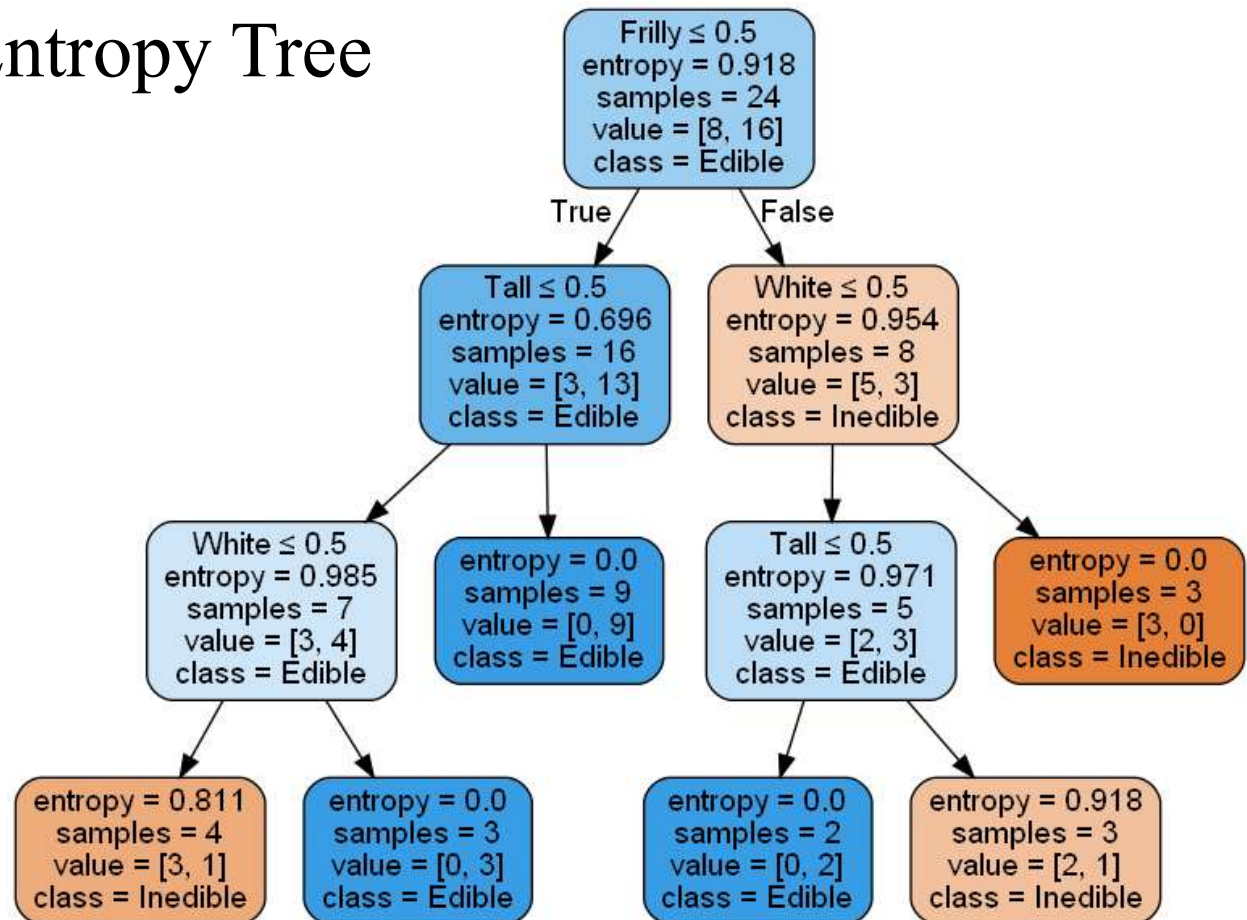 Entropy Tree
Frilly ≤ 0.5
entropy = 0.918
samples = 24
value = [8, 16]
class = Edible
True
False
Tall ≤ 0.5
entropy = 0.696
samples = 16
value = [3, 13]
class = Edible
White ≤ 0.5
entropy = 0.954
samples = 8
value = [5, 3]
class = Inedible
White ≤ 0.5
entropy = 0.985
samples = 7
value = [3, 4]
class = Edible
entropy = 0.0
samples = 9
value = [0, 9]
class = Edible
Tall ≤ 0.5
entropy = 0.971
samples = 5
value = [2, 3]
class = Edible
entropy = 0.0
samples = 3
value = [3, 0]
class = Inedible
entropy = 0.811
samples = 4
value = [3, 1]
class = Inedible
entropy = 0.0
samples = 3
value = [0, 3]
class = Edible
entropy = 0.0
samples = 2
value = [0, 2]
class = Edible
entropy = 0.918
samples = 3
value = [2, 1]
class = Inedible